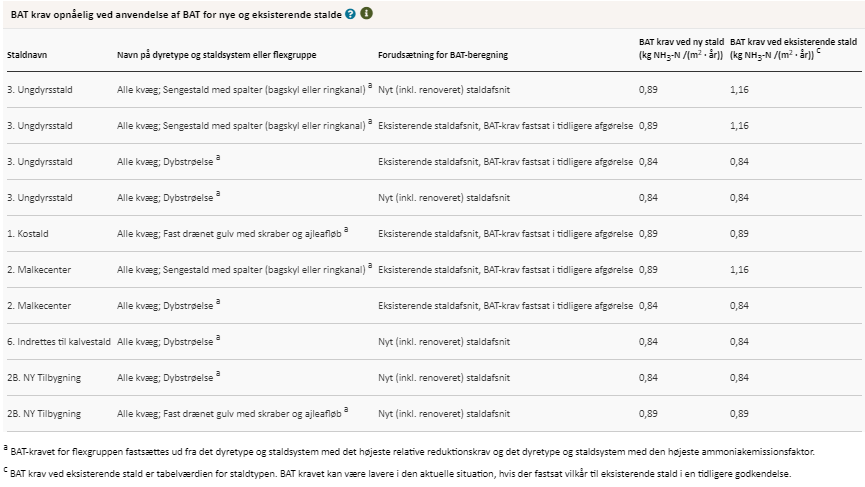 BAT krav opnåelig ved anvendelse af BAT for nye og eksisterende stalde ? i
Staldnavn Navn på dyretype og staldsystem eller flexgruppe Forudsætning for BAT-beregning BAT krav ved ny stald (kg NH3-N /(m² · år)) BAT krav ved eksisterende stald (kg NH3-N /(m² · år)) c
3. Ungdyrsstald Alle kvæg; Sengestald med spalter (bagskyl eller ringkanal) a Nyt (inkl. renoveret) staldafsnit 0,89 1,16
3. Ungdyrsstald Alle kvæg; Sengestald med spalter (bagskyl eller ringkanal) a Eksisterende staldafsnit, BAT-krav fastsat i tidligere afgørelse 0,89 1,16
3. Ungdyrsstald Alle kvæg; Dybstrøelse a Eksisterende staldafsnit, BAT-krav fastsat i tidligere afgørelse 0,84 0,84
3. Ungdyrsstald Alle kvæg; Dybstrøelse a Nyt (inkl. renoveret) staldafsnit 0,84 0,84
1. Kostald Alle kvæg; Fast drænet gulv med skraber og ajleafløb a Eksisterende staldafsnit, BAT-krav fastsat i tidligere afgørelse 0,89 0,89
2. Malkecenter Alle kvæg; Sengestald med spalter (bagskyl eller ringkanal) a Eksisterende staldafsnit, BAT-krav fastsat i tidligere afgørelse 0,89 1,16
2. Malkecenter Alle kvæg; Dybstrøelse a Eksisterende staldafsnit, BAT-krav fastsat i tidligere afgørelse 0,84 0,84
6. Indrettes til kalvestald Alle kvæg; Dybstrøelse a Nyt (inkl. renoveret) staldafsnit 0,84 0,84
2B. NY Tilbygning Alle kvæg; Dybstrøelse a Nyt (inkl. renoveret) staldafsnit 0,84 0,84
2B. NY Tilbygning Alle kvæg; Fast drænet gulv med skraber og ajleafløb a Nyt (inkl. renoveret) staldafsnit 0,89 0,89
a BAT-kravet for flexgruppen fastsættes ud fra det dyretype og staldsystem med det højeste relative reduktionskrav og det dyretype og staldsystem med den højeste ammoniakemissionsfaktor.
c BAT krav ved eksisterende stald er tabelværdien for staldtypen. BAT kravet kan være lavere i den aktuelle situation, hvis der fastsat vilkår til eksisterende stald i en tidligere godkendelse.